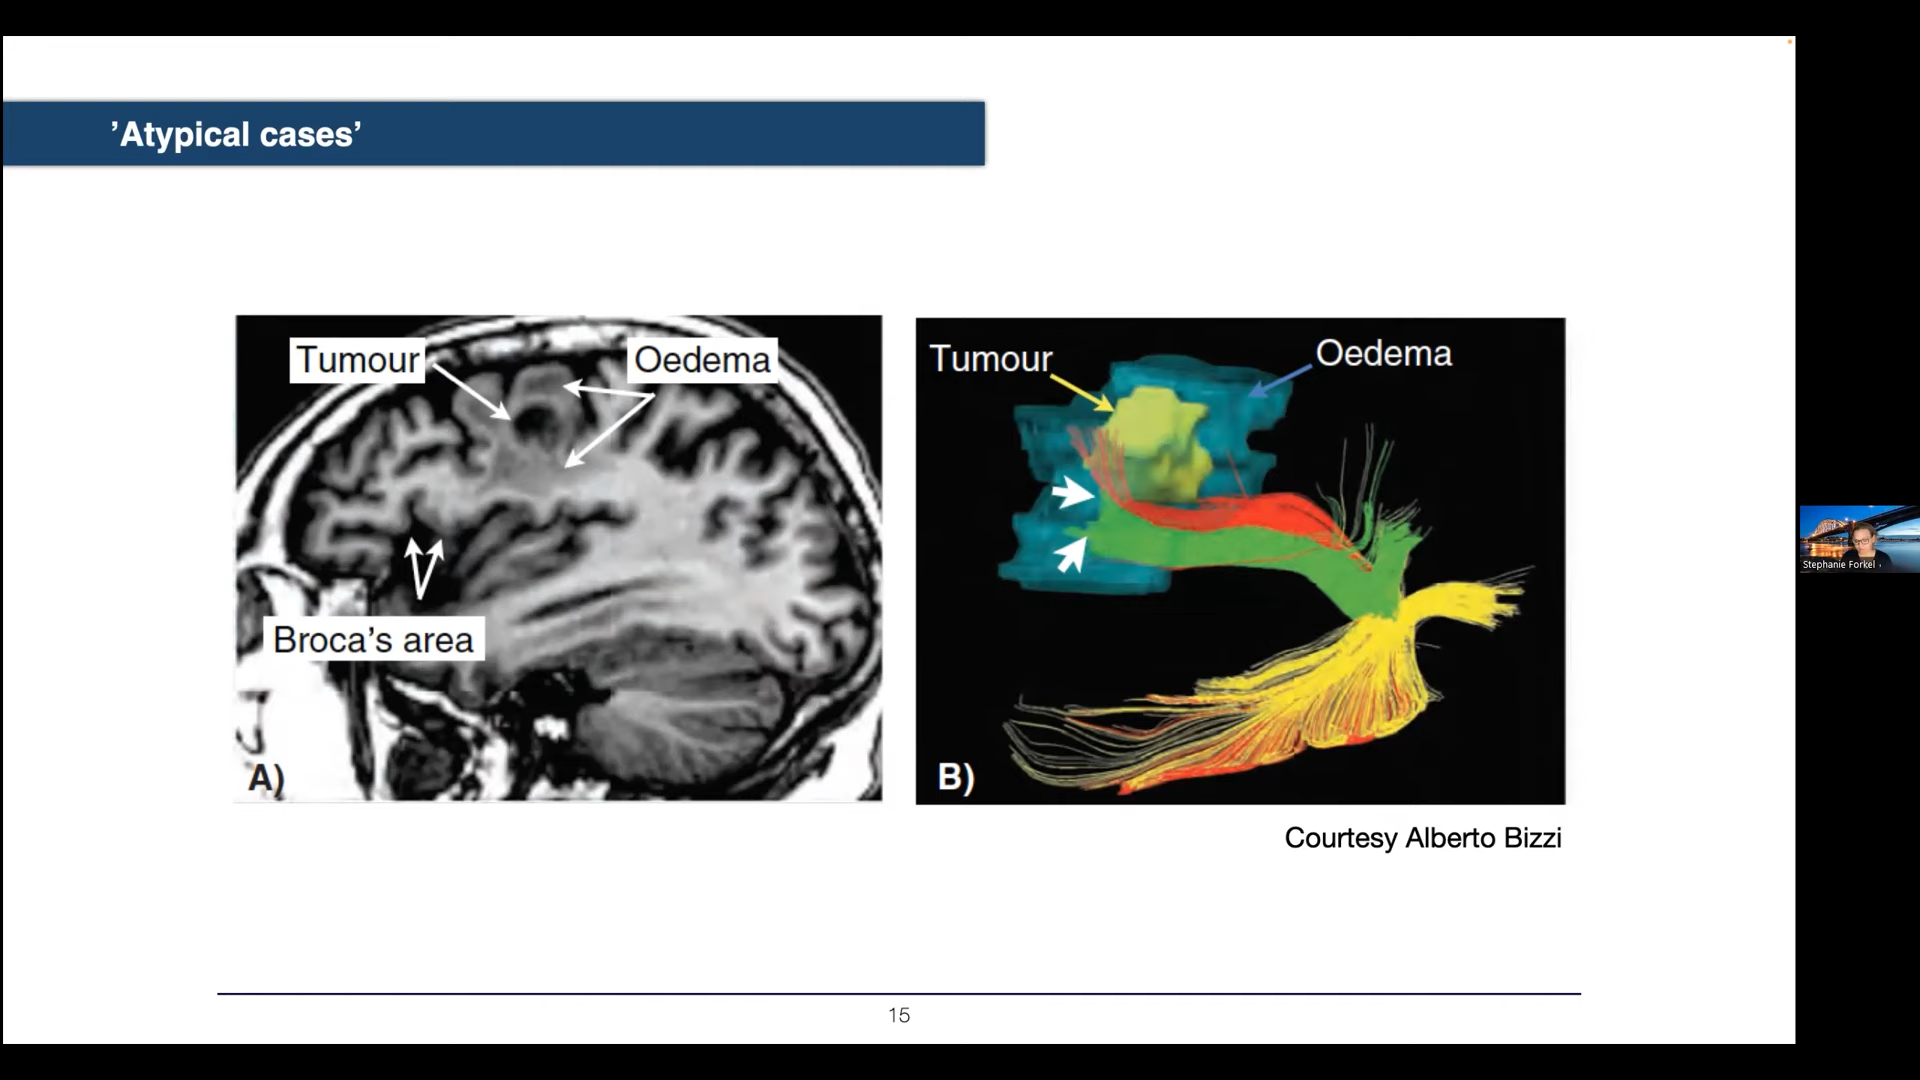 ’Atypical cases’
Tumour
Oedema
Broca’s area
A)
Tumour
Oedema
B)
Courtesy Alberto Bizzi
15
Stephanie Forkel